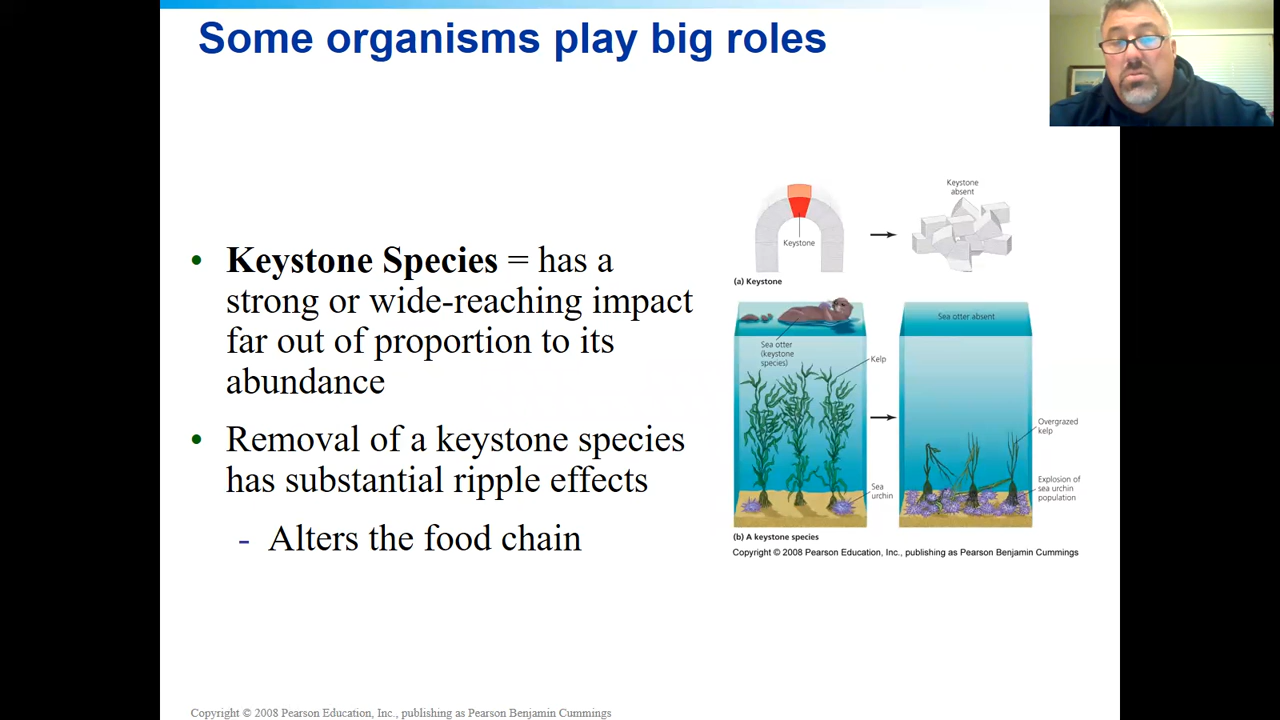 Some organisms play big roles
• Keystone Species = has a
strong or wide-reaching impact
far out of proportion to its
abundance
• Removal of a keystone species
has substantial ripple effects
- Alters the food chain
Keystone
absent
Keystone
(a) Keystone
Sea otter absent
Sea otter
(keystone
species)
Kelp
Overgrazed
kelp
Sea
urchin
Explosion of
sea urchin
population
(b) A keystone species
Copyright © 2008 Pearson Education, Inc., publishing as Pearson Benjamin Cummings
Copyright © 2008 Pearson Education, Inc., publishing as Pearson Benjamin Cummings